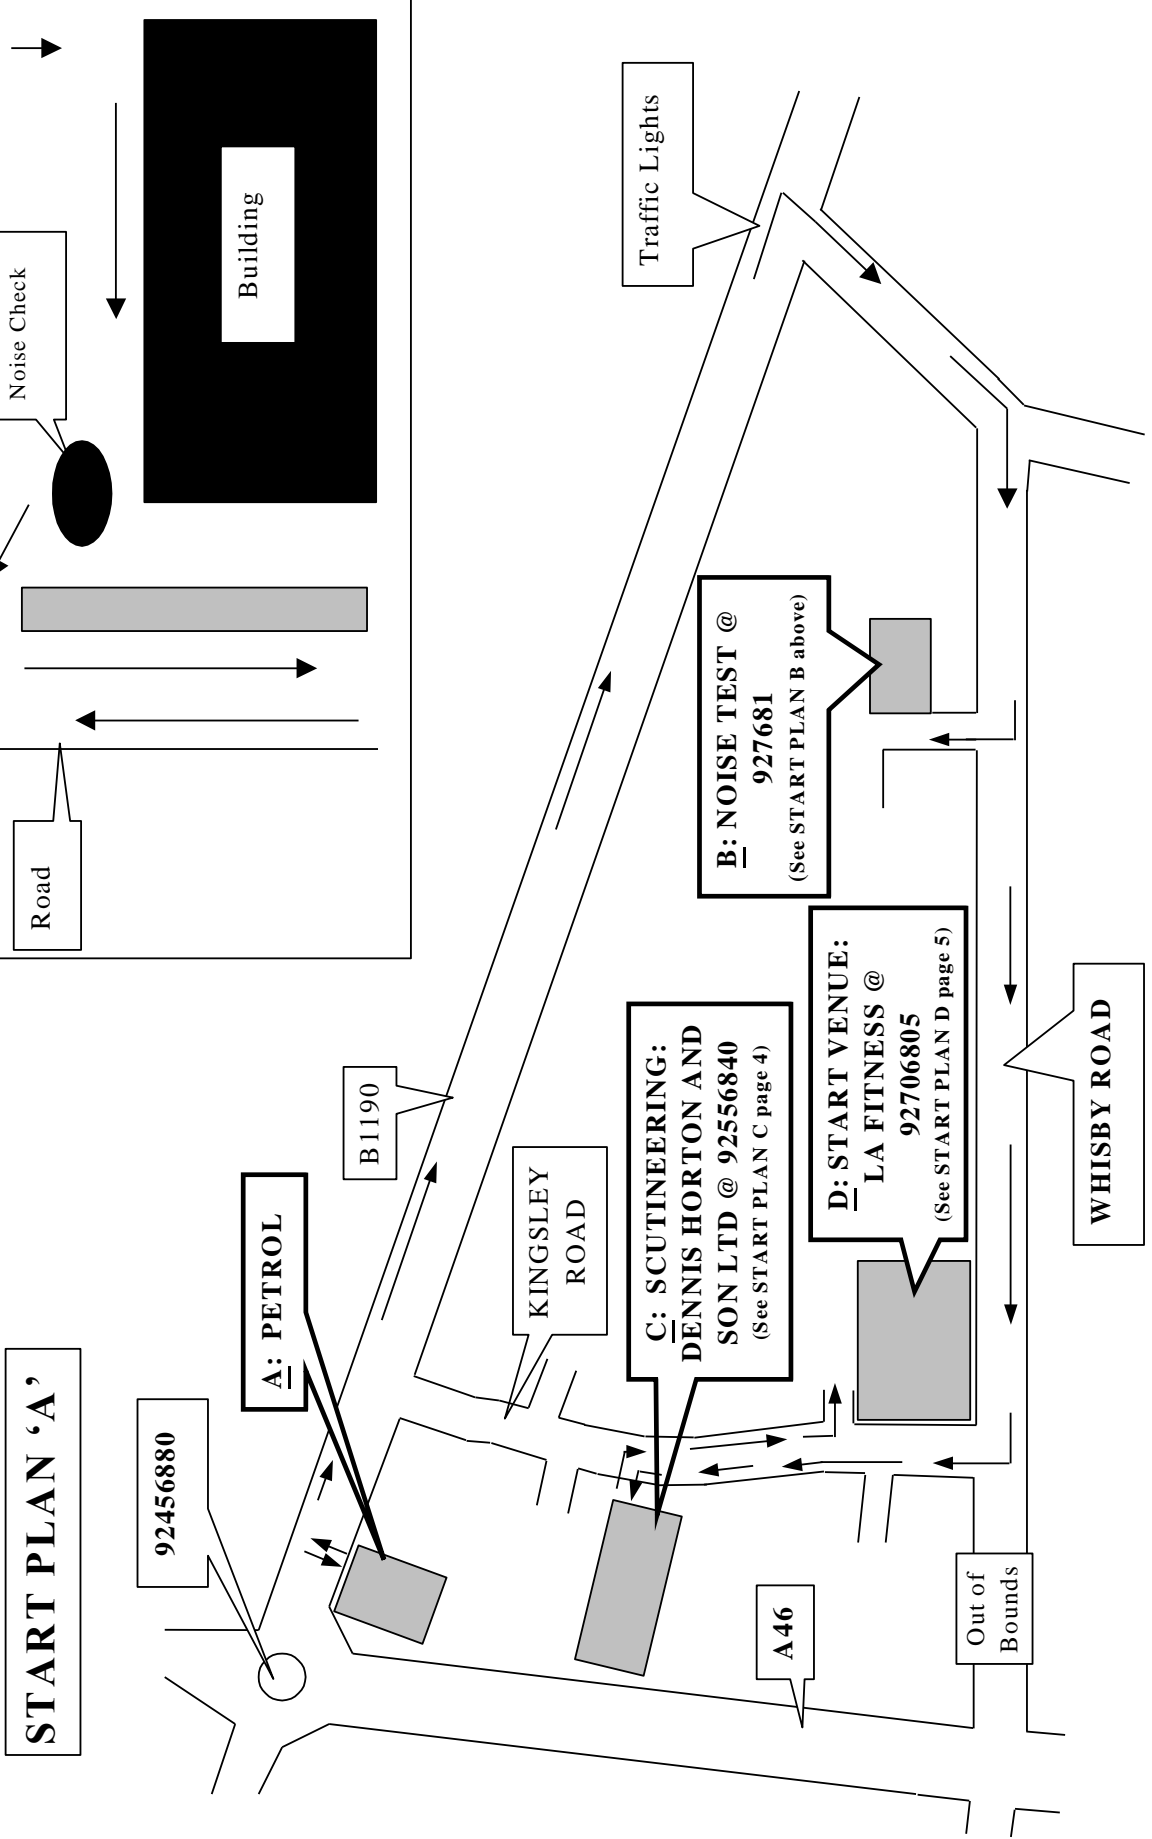 START PLAN ‘A’
92456880
A: PETROL
B1190
KINGSLEY
ROAD
C: SCUTINEERING:
DENNIS HORTON AND
SON LTD @ 92556840
(See START PLAN C page 4)
A46
Out of
Bounds
D: START VENUE:
LA FITNESS @
92706805
(See START PLAN D page 5)
WHISBY ROAD
B: NOISE TEST @
927681
(See START PLAN B above)
Traffic Lights
Road
Noise Check
Building